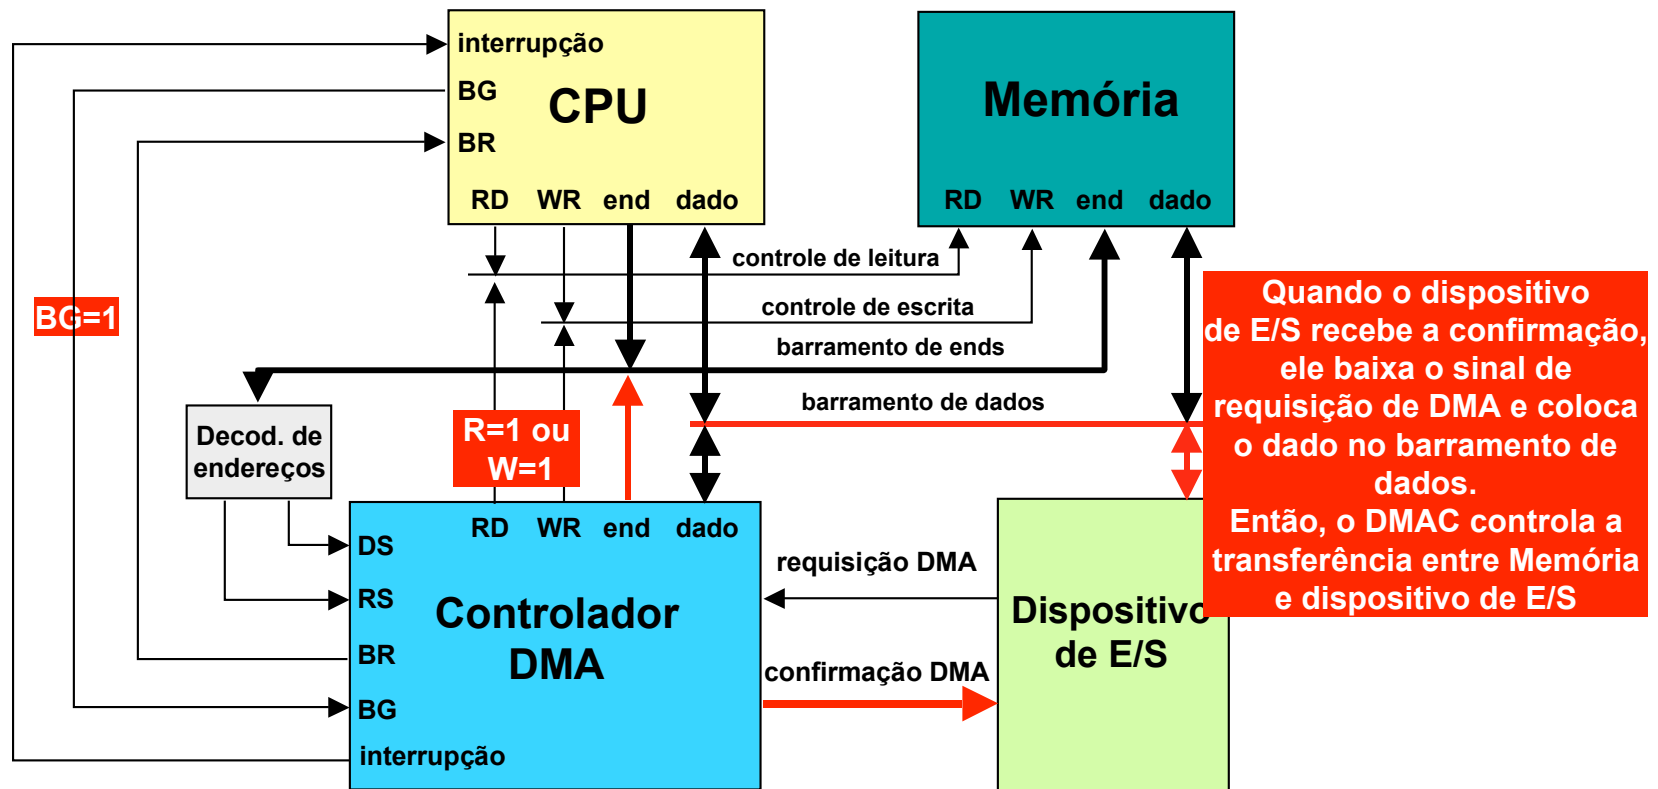 interrupção
BG
CPU
BR
RD WR end dado
Memória
RD WR end dado
controle de leitura
controle de escrita
barramento de ends
barramento de dados
BG=1
R=1 ou
W=1
Decod. de
endereços
Quando o dispositivo
de E/S recebe a confirmação,
ele baixa o sinal de
requisição de DMA e coloca
o dado no barramento de
dados.
Então, o DMAC controla a
transferência entre Memória
e dispositivo de E/S
RD WR end dado
DS
RS
Controlador
DMA
BR
BG
interrupção
requisição DMA
confirmação DMA
Dispositivo
de E/S